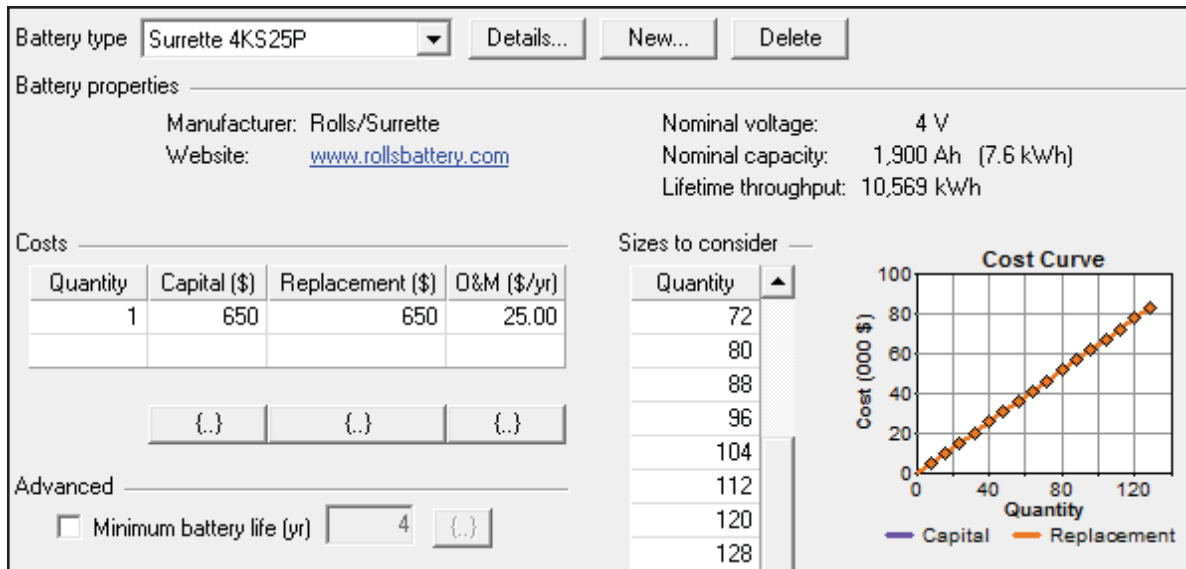 Battery type Surrette 4KS25P Details... New... Delete
Battery properties
Manufacturer: Rolls/Surrette
Website: www.rollsbattery.com
Nominal voltage: 4 V
Nominal capacity: 1,900 Ah (7.6 kWh)
Lifetime throughput: 10,569 kWh
Costs
Quantity Capital ($) Replacement ($) O&M ($/yr)
1 650 650 25.00
{..} {..} {..}
Advanced
Minimum battery life (yr) 4 {..}
Sizes to consider
Quantity
72
80
88
96
104
112
120
128
Cost Curve
Cost (000 $)
100
80
60
40
20
0
0 40 80 120
Quantity
Capital Replacement